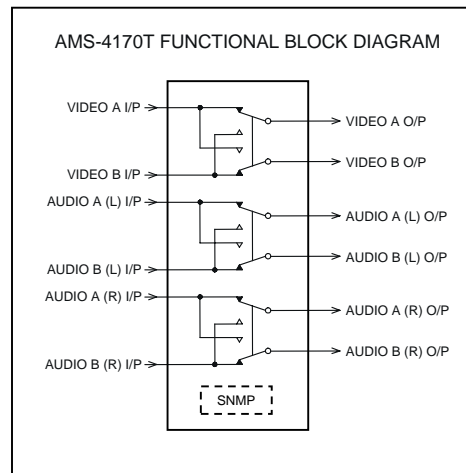 AMS-4170T FUNCTIONAL BLOCK DIAGRAM
VIDEO A I/P
VIDEO A O/P
VIDEO B O/P
VIDEO B I/P
AUDIO A (L) I/P
AUDIO A (L) O/P
AUDIO B (L) O/P
AUDIO B (L) I/P
AUDIO A (R) I/P
AUDIO A (R) O/P
AUDIO B (R) O/P
AUDIO B (R) I/P
SNMP